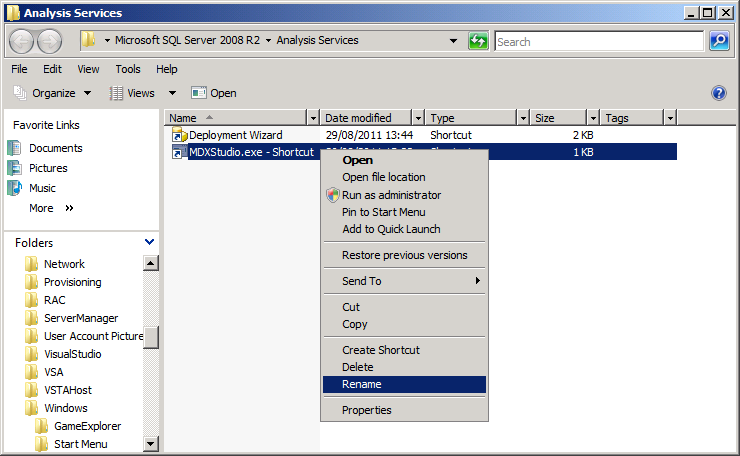 Analysis Services
Microsoft SQL Server 2008 R2 Analysis Services
Search
File Edit View Tools Help
Organize Views Open
Favorite Links
Documents
Pictures
Music
More
Folders
Network
Provisioning
RAC
ServerManager
User Account Picture
VisualStudio
VSA
VSTAHost
Windows
GameExplorer
Start Menu
Name Date modified Type Size Tags
Deployment Wizard 29/08/2011 13:44 Shortcut 2 KB
MDXStudio.exe - Shortcut 1 KB
Open
Open file location
Run as administrator
Pin to Start Menu
Add to Quick Launch
Restore previous versions
Send To
Cut
Copy
Create Shortcut
Delete
Rename
Properties